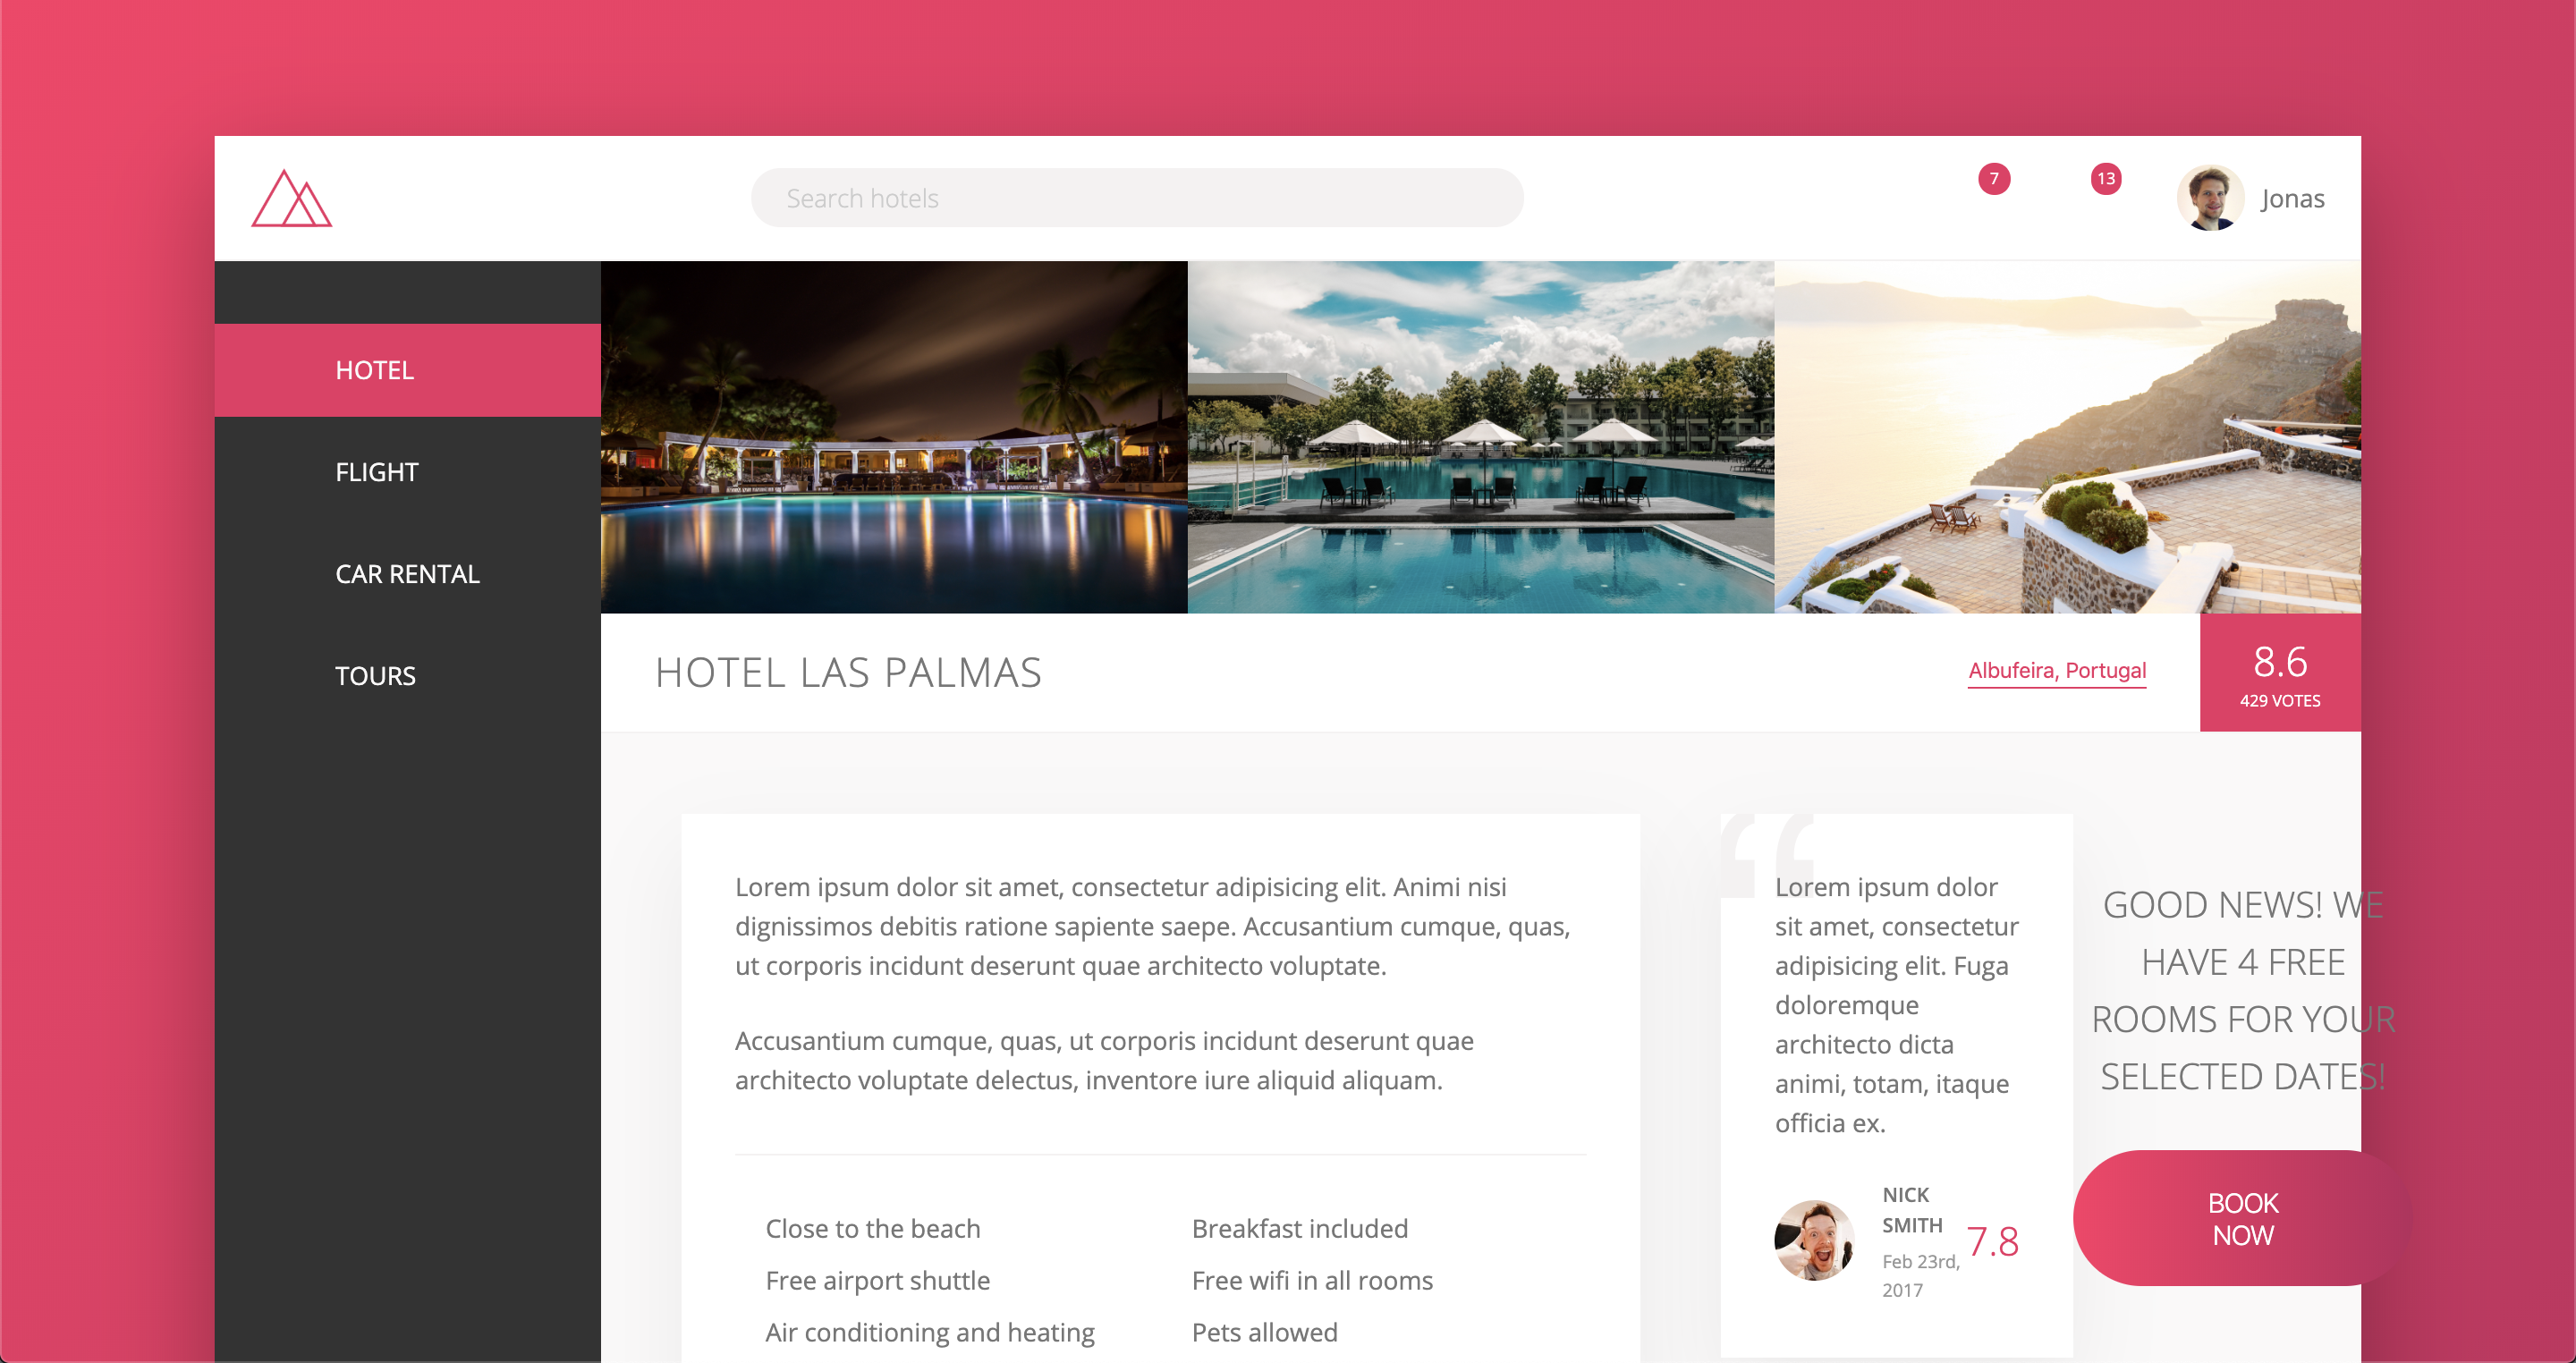 Search hotels
7
13
Jonas
HOTEL
FLIGHT
CAR RENTAL
TOURS
HOTEL LAS PALMAS
Albufeira, Portugal
8.6
429 VOTES
Lorem ipsum dolor sit amet, consectetur adipisicing elit. Animi nisi
dignissimos debitis ratione sapiente saepe. Accusantium cumque, quas,
ut corporis incidunt deserunt quae architecto voluptate.
Accusantium cumque, quas, ut corporis incidunt deserunt quae
architecto voluptate delectus, inventore iure aliquid aliquam.
Close to the beach
Breakfast included
Free airport shuttle
Free wifi in all rooms
Air conditioning and heating
Pets allowed
“
Lorem ipsum dolor
sit amet, consectetur
adipisicing elit. Fuga
doloremque
architecto dicta
animi, totam, itaque
officia ex.
NICK
SMITH
Feb 23rd,
2017
7.8
GOOD NEWS! WE
HAVE 4 FREE
ROOMS FOR YOUR
SELECTED DATES!
BOOK
NOW